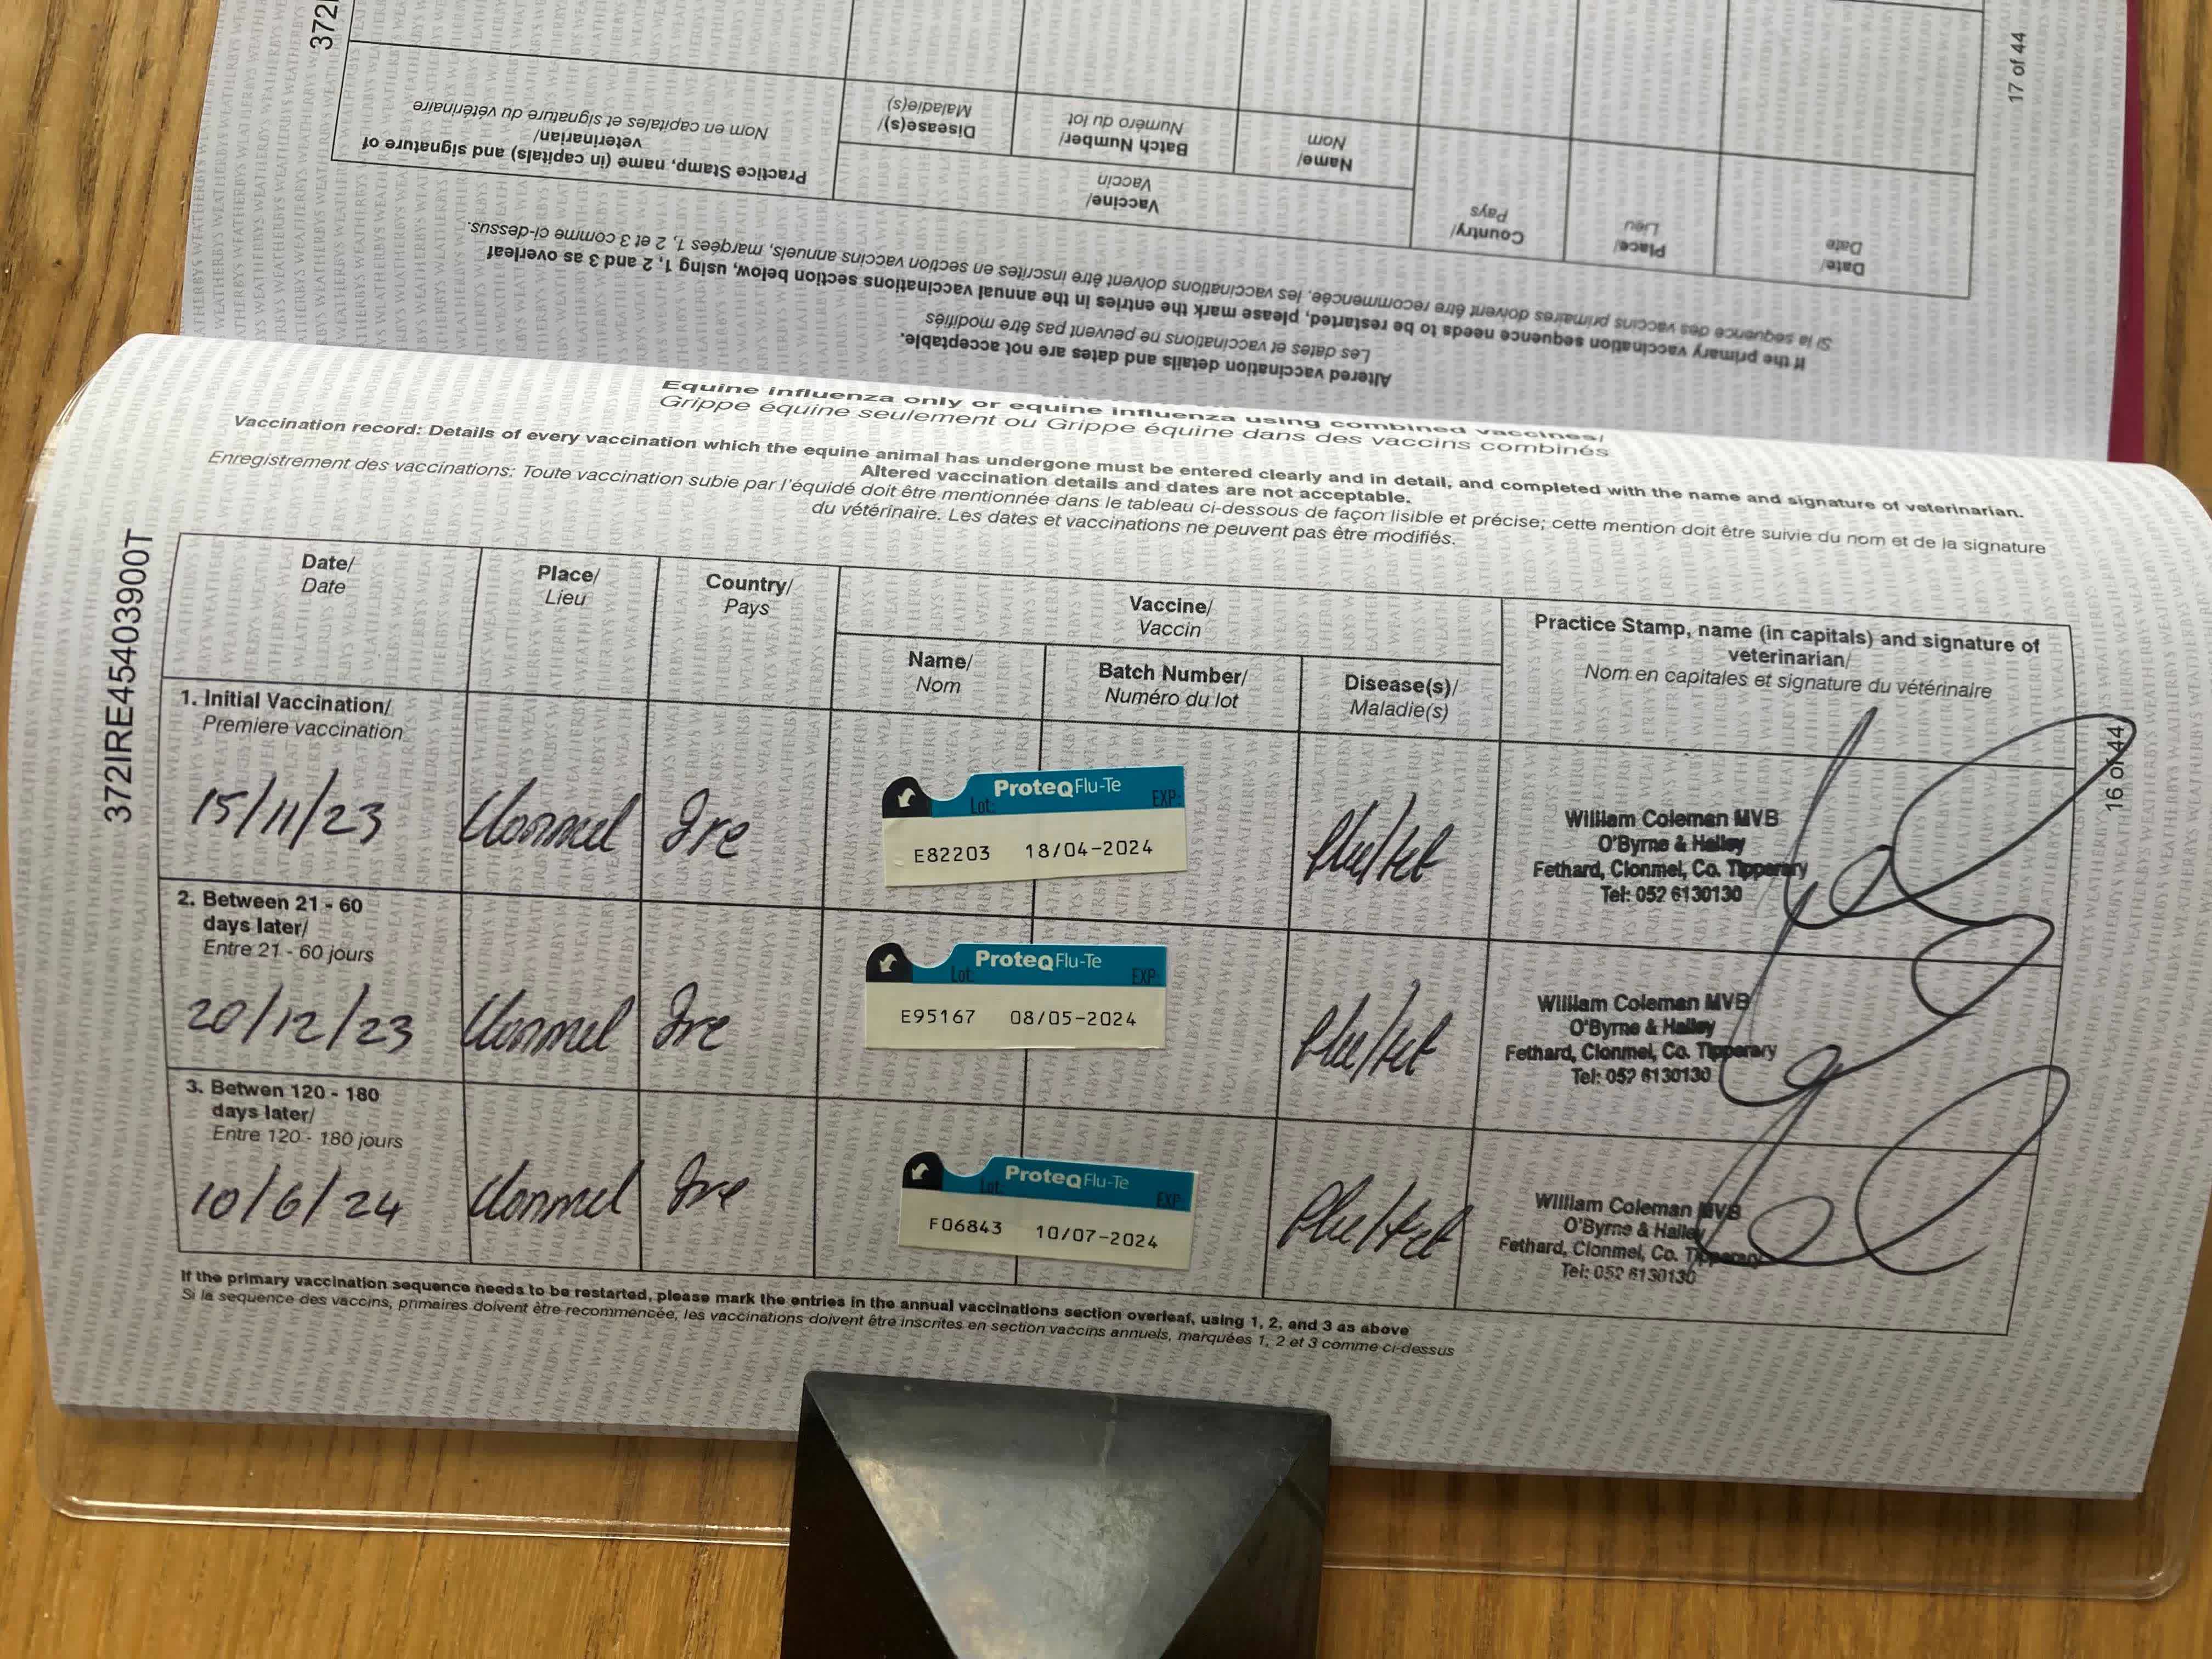 372I
17 of 44
Date/
Date
Place/
Lieu
Country/
Pays
Vaccine/
Vaccin
Name/
Nom
Batch Number/
Numéro du lot
Disease(s)/
Maladie(s)
Practice Stamp, name (in capitals) and signature of
veterinarian/
Nom en capitales et signature du vétérinaire
Altered vaccination details and dates are not acceptable.
Les dates et vaccinations ne peuvent pas être modifiés
If the primary vaccination sequence needs to be restarted, please mark the entries in the annual vaccinations section below, using 1, 2 and 3 as overleaf
Si la sequence des vaccins primaires doivent être recommencée, les vaccinations doivent être inscrites en section vaccins annuels, marqées 1, 2 et 3 comme ci-dessus.
Equine influenza only or equine influenza using combined vaccines/
Grippe équine seulement ou Grippe équine dans des vaccins combinés
Vaccination record: Details of every vaccination which the equine animal has undergone must be entered clearly and in detail, and completed with the name and signature of veterinarian.
Altered vaccination details and dates are not acceptable.
Enregistrement des vaccinations: Toute vaccination subie par l'équidé doit être mentionnée dans le tableau ci-dessous de façon lisible et précise; cette mention doit être suivie du nom et de la signature
du vétérinaire. Les dates et vaccinations ne peuvent pas être modifiés.
372IRE45403900T
16 of 44
Date/
Date
Place/
Lieu
Country/
Pays
Vaccine/
Vaccin
Name/
Nom
Batch Number/
Numéro du lot
Disease(s)/
Maladie(s)
Practice Stamp, name (in capitals) and signature of
veterinarian/
Nom en capitales et signature du vétérinaire
1. Initial Vaccination/
Premiere vaccination
15/11/23
Clonmel
Ire
ProteqFlu-Te
Lot: EXP:
E82203 18/04-2024
Flu/tet
William Coleman MVB
O'Byrne & Halley
Fethard, Clonmel, Co. Tipperary
Tel: 052 6130130
2. Between 21 - 60
days later/
Entre 21 - 60 jours
20/12/23
Clonmel
Ire
ProteqFlu-Te
Lot: EXP:
E95167 08/05-2024
Flu/tet
William Coleman MVB
O'Byrne & Halley
Fethard, Clonmel, Co. Tipperary
Tel: 052 6130130
3. Betwen 120 - 180
days later/
Entre 120 - 180 jours
10/6/24
Clonmel
Ire
ProteqFlu-Te
Lot: EXP:
F06843 10/07-2024
Flu/tet
William Coleman MVB
O'Byrne & Halley
Fethard, Clonmel, Co. Tipperary
Tel: 052 6130130
If the primary vaccination sequence needs to be restarted, please mark the entries in the annual vaccinations section overleaf, using 1, 2, and 3 as above
Si la sequence des vaccins, primaires doivent être recommencée, les vaccinations doivent être inscrites en section vaccins annuels, marquées 1, 2 et 3 comme ci-dessus